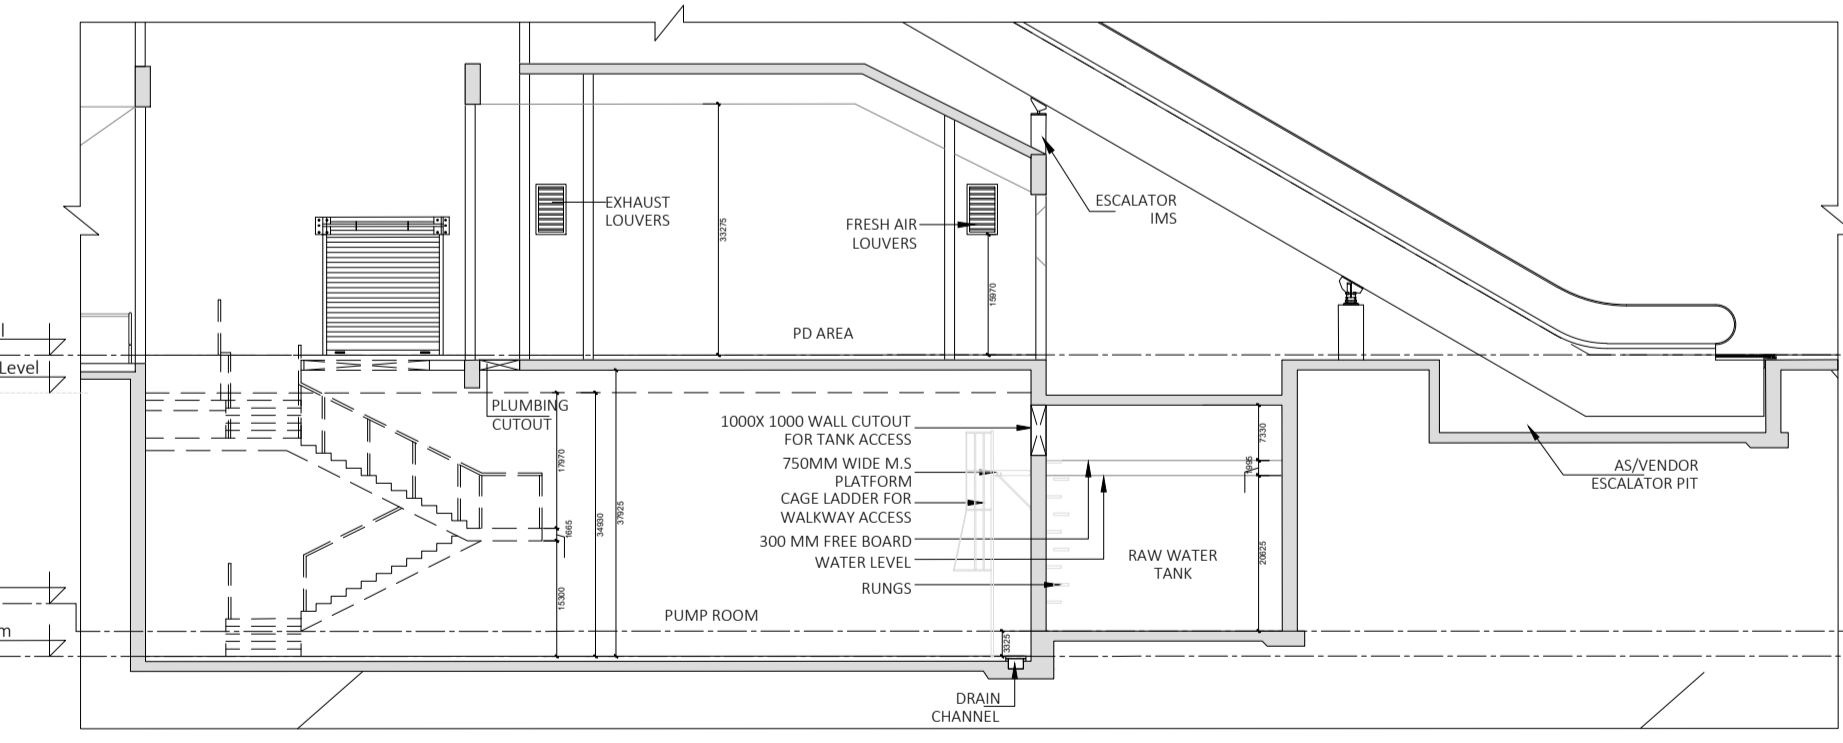 EXHAUST
LOUVERS
33275
FRESH AIR
LOUVERS
15970
ESCALATOR
IMS
PD AREA
l
Level
PLUMBING
CUTOUT
1000X 1000 WALL CUTOUT
FOR TANK ACCESS
750MM WIDE M.S
PLATFORM
CAGE LADDER FOR
WALKWAY ACCESS
300 MM FREE BOARD
WATER LEVEL
RUNGS
17970
1665
15300
34930
37925
7330
1995
20625
RAW WATER
TANK
AS/VENDOR
ESCALATOR PIT
PUMP ROOM
m
3325
DRAIN
CHANNEL